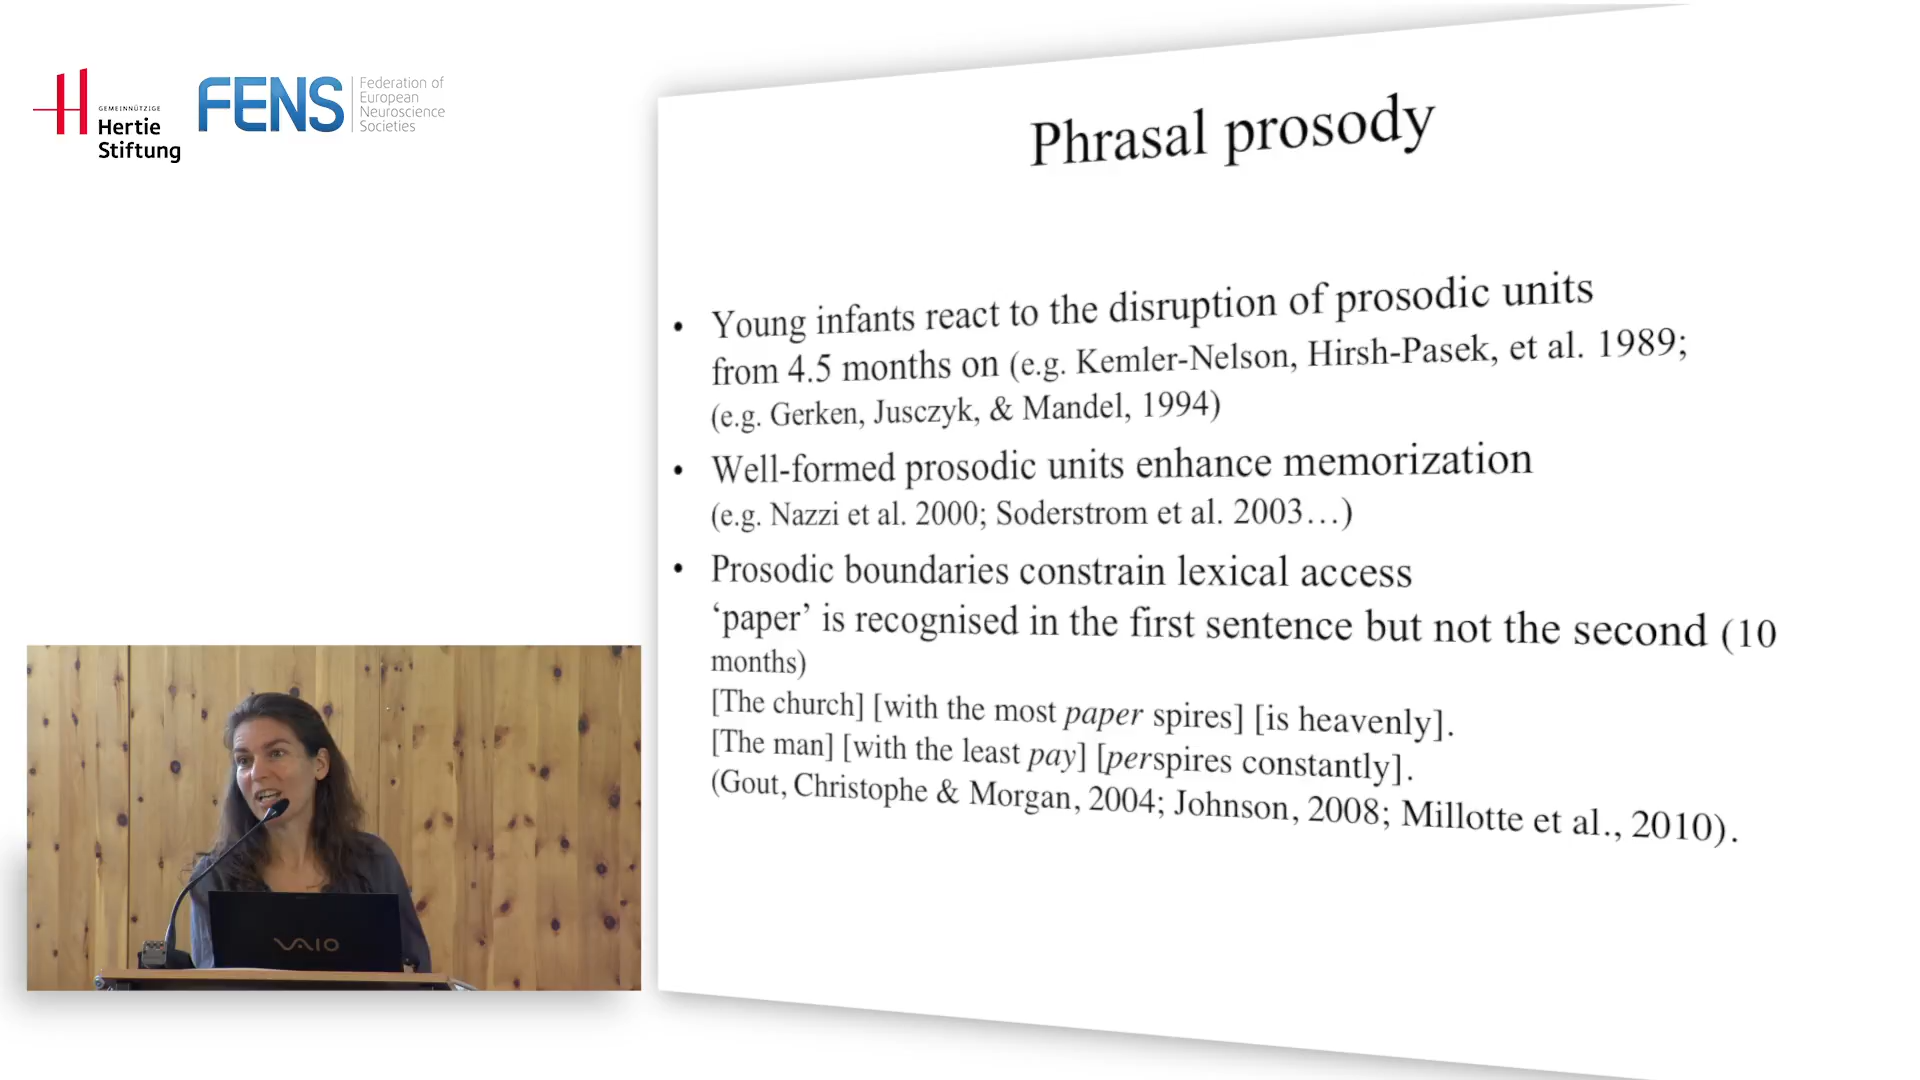 GEMEINNÜTZIGE
Hertie
Stiftung
FENS
Federation of
European
Neuroscience
Societies
Phrasal prosody
• Young infants react to the disruption of prosodic units
from 4.5 months on (e.g. Kemler-Nelson, Hirsh-Pasek, et al. 1989;
(e.g. Gerken, Jusczyk, & Mandel, 1994)
• Well-formed prosodic units enhance memorization
(e.g. Nazzi et al. 2000; Soderstrom et al. 2003…)
• Prosodic boundaries constrain lexical access
‘paper’ is recognised in the first sentence but not the second (10
months)
[The church] [with the most paper spires] [is heavenly].
[The man] [with the least pay] [perspires constantly].
(Gout, Christophe & Morgan, 2004; Johnson, 2008; Millotte et al., 2010).
VAIO